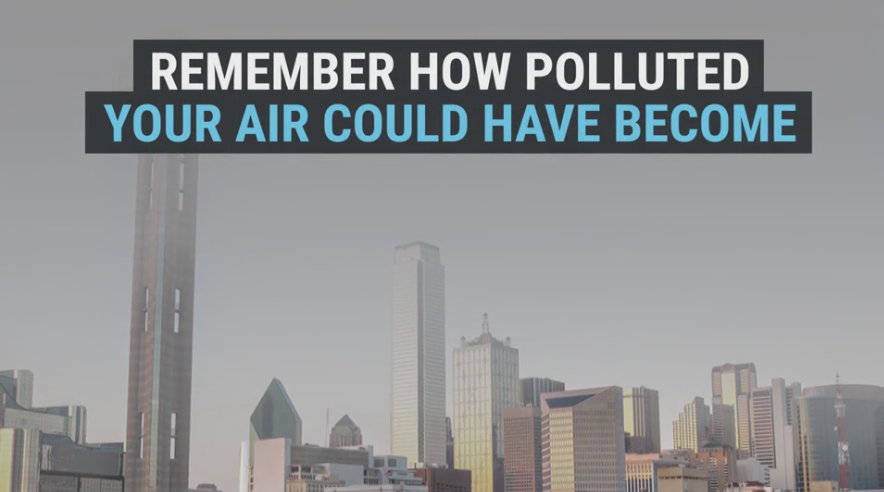 REMEMBER HOW POLLUTED
YOUR AIR COULD HAVE BECOME